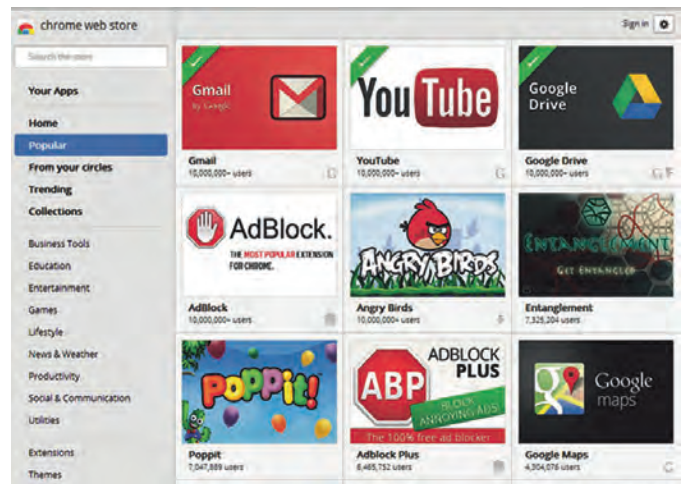 chrome web store
Sign in
Search the store
Your Apps
Home
Popular
From your circles
Trending
Collections
Business Tools
Education
Entertainment
Games
Lifestyle
News & Weather
Productivity
Social & Communication
Utilities
Extensions
Themes
Gmail
by Google
Gmail
10,000,000+ users
You Tube
YouTube
10,000,000+ users
Google
Drive
Google Drive
10,000,000+ users
AdBlock.
THE MOST POPULAR EXTENSION
FOR CHROME.
AdBlock
10,000,000+ users
ANGRY BIRDS
Angry Birds
10,000,000+ users
ENTANGLEMENT
GET ENTANGLED
Entanglement
7,325,204 users
POPPiT!
Poppit
7,047,889 users
ADBLOCK
PLUS
ABP
BLOCK
ANNOYING ADS
The 100% free ad blocker
Adblock Plus
Google
maps
Google Maps
4,304,076 users